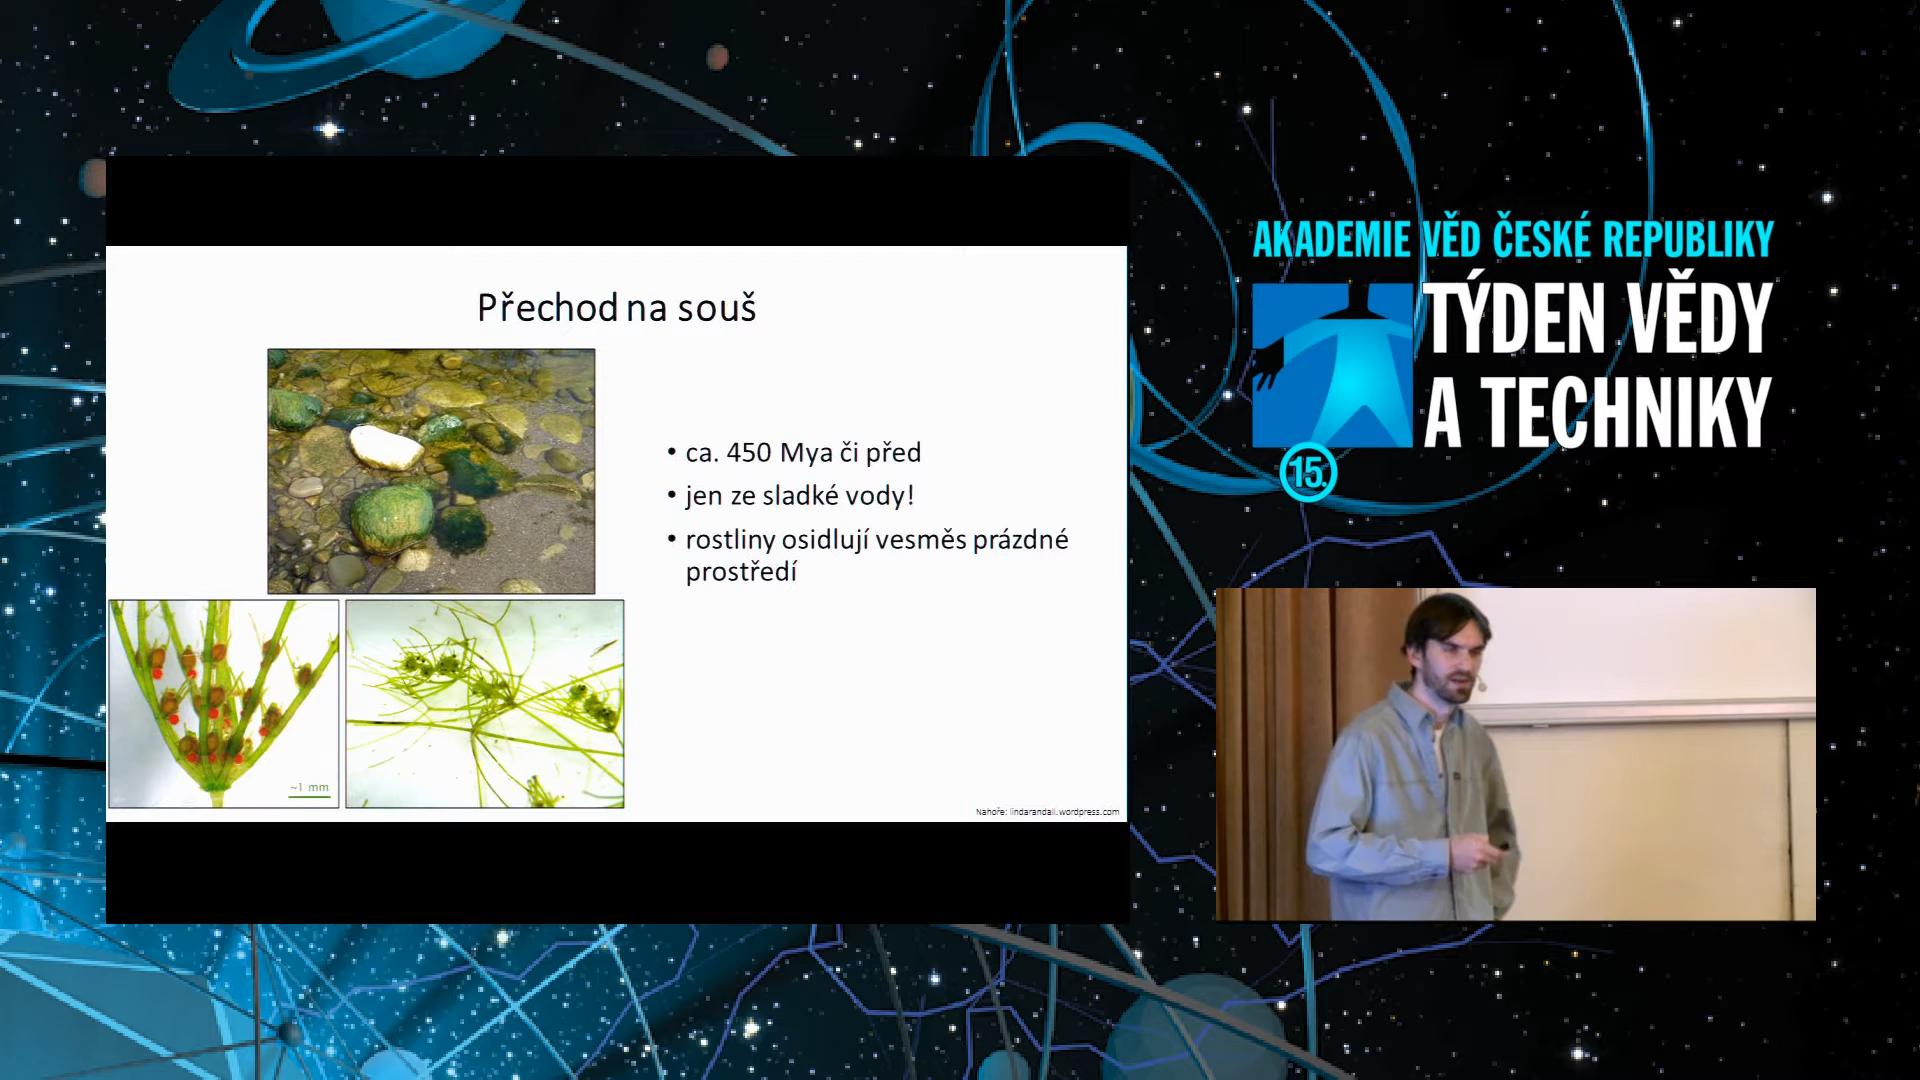 Přechod na souš
• ca. 450 Mya či před
• jen ze sladké vody!
• rostliny osidlují vesměs prázdné
prostředí
~1 mm
Nahoře: lindarandall.wordpress.com
AKADEMIE VĚD ČESKÉ REPUBLIKY
TÝDEN VĚDY
A TECHNIKY
15.